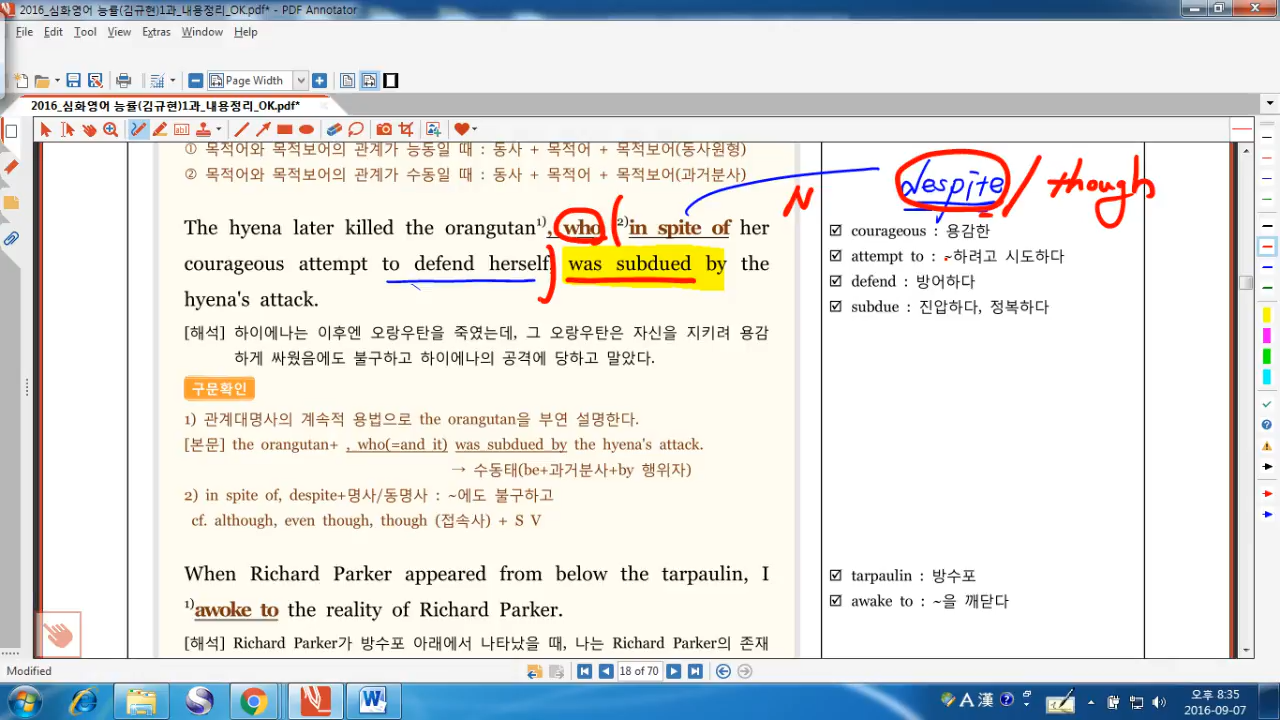 2016_심화영어 능률(김규현)1과_내용정리_OK.pdf* - PDF Annotator
File Edit Tool View Extras Window Help
Page Width
2016_심화영어 능률(김규현)1과_내용정리_OK.pdf*
① 목적어와 목적보어의 관계가 능동일 때 : 동사 + 목적어 + 목적보어(동사원형)
② 목적어와 목적보어의 관계가 수동일 때 : 동사 + 목적어 + 목적보어(과거분사)
despite / though
N
The hyena later killed the orangutan1), who 2)in spite of her
courageous attempt to defend herself, was subdued by the
hyena's attack.
[해석] 하이에나는 이후엔 오랑우탄을 죽였는데, 그 오랑우탄은 자신을 지키려 용감
하게 싸웠음에도 불구하고 하이에나의 공격에 당하고 말았다.
구문확인
1) 관계대명사의 계속적 용법으로 the orangutan을 부연 설명한다.
[본문] the orangutan+ , who(=and it) was subdued by the hyena's attack.
→ 수동태(be+과거분사+by 행위자)
2) in spite of, despite+명사/동명사 : ~에도 불구하고
cf. although, even though, though (접속사) + S V
When Richard Parker appeared from below the tarpaulin, I
1)awoke to the reality of Richard Parker.
[해석] Richard Parker가 방수포 아래에서 나타났을 때, 나는 Richard Parker의 존재
courageous : 용감한
attempt to : ~하려고 시도하다
defend : 방어하다
subdue : 진압하다, 정복하다
tarpaulin : 방수포
awake to : ~을 깨닫다
Modified
18 of 70
A 漢
오후 8:35
2016-09-07